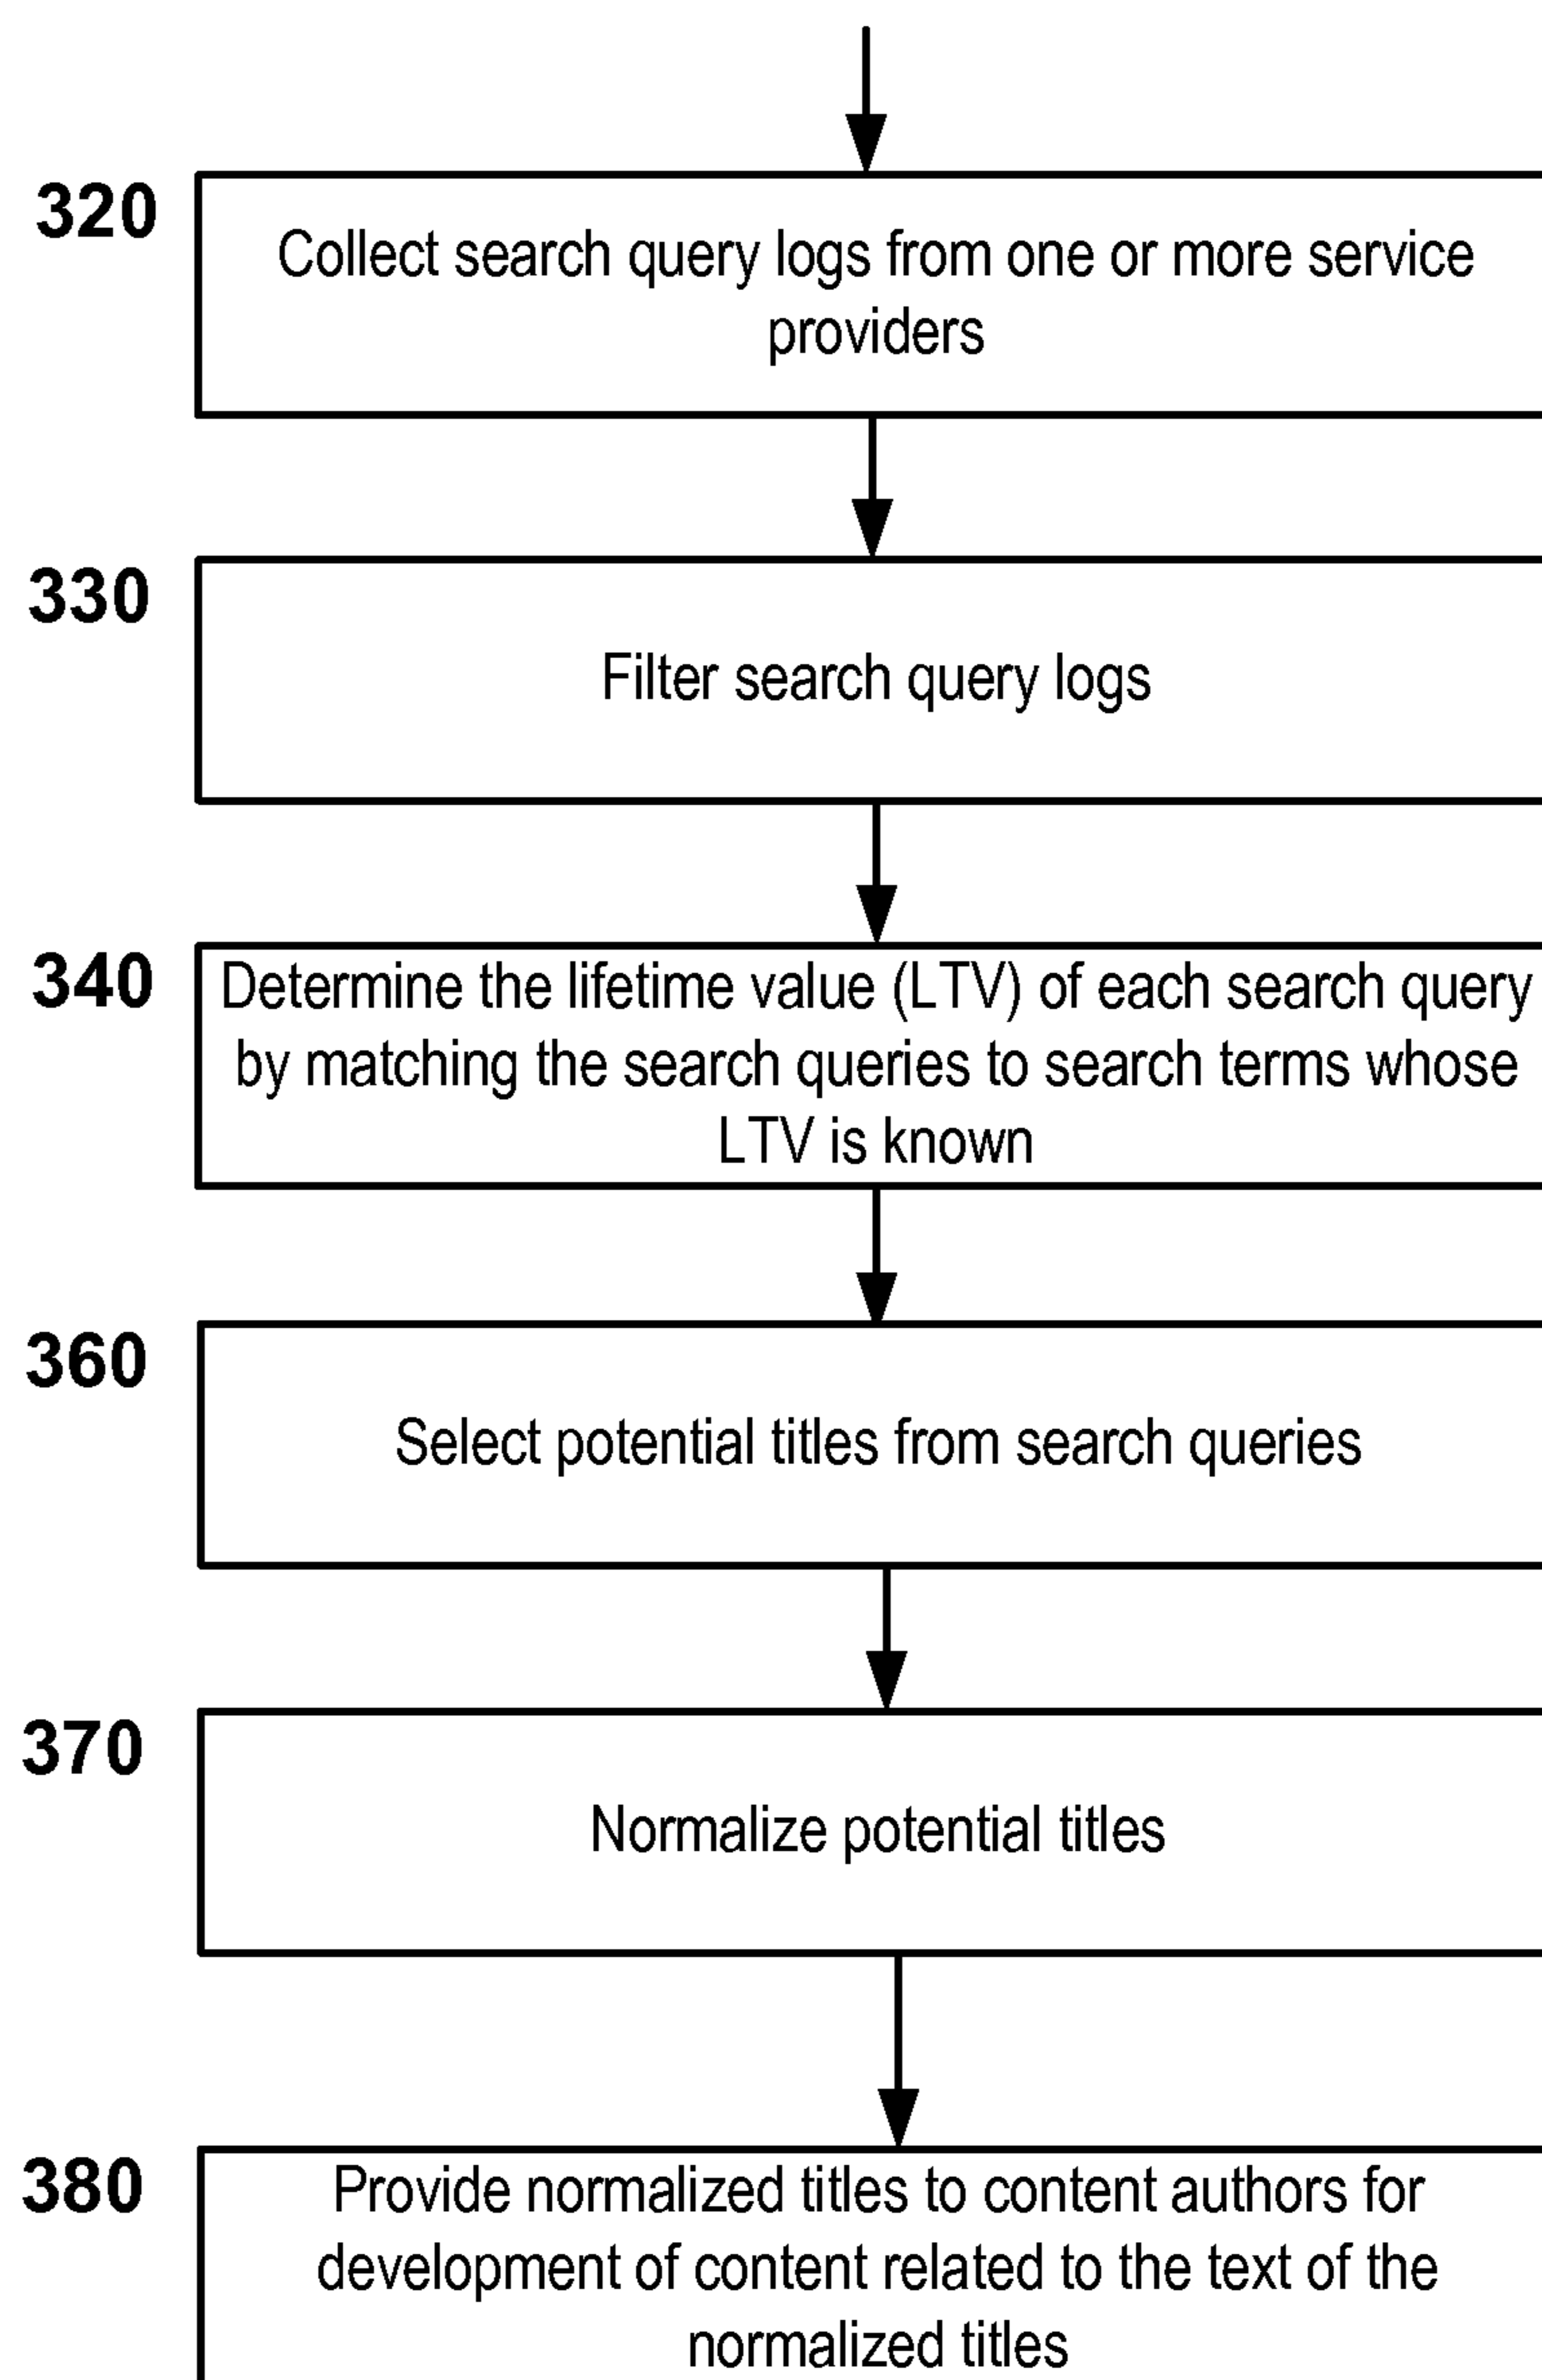 320
Collect search query logs from one or more service
providers
330
Filter search query logs
340
Determine the lifetime value (LTV) of each search query
by matching the search queries to search terms whose
LTV is known
360
Select potential titles from search queries
370
Normalize potential titles
380
Provide normalized titles to content authors for
development of content related to the text of the
normalized titles